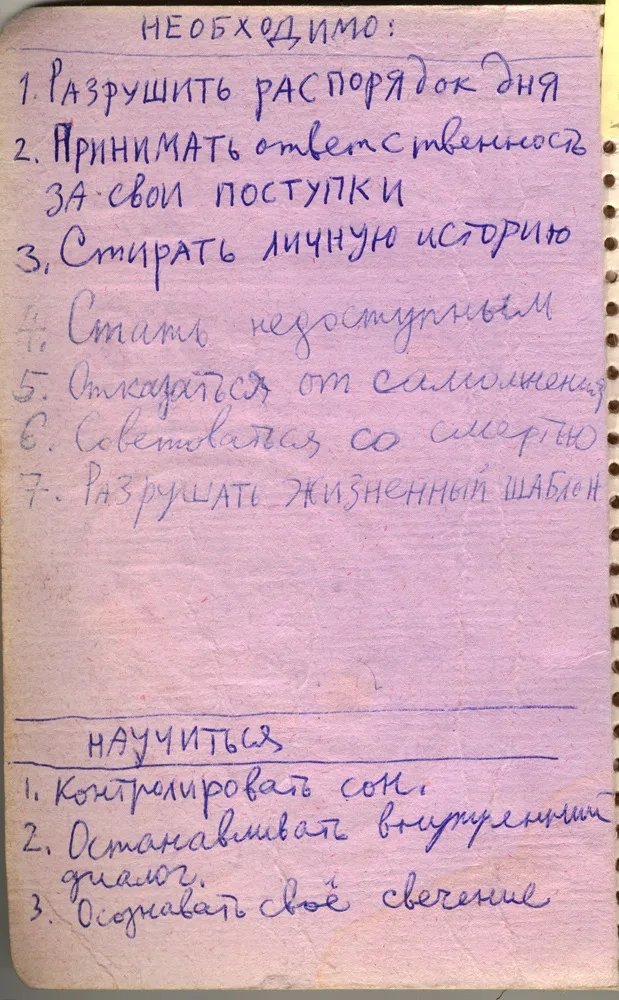 НЕОБХОДИМО:
1. РАЗРУШИТЬ РАСПОРЯДОК ДНЯ
2. ПРИНИМАТЬ ответственность
ЗА СВОИ ПОСТУПКИ
3. Стирать личную историю
4. Стать недоступным
5. Отказаться от самомнения
6. Советоваться со смертью
7. Разрушать жизненный шаблон
НАУЧИТЬСЯ
1. Контролировать сон.
2. Останавливать внутренний
диалог.
3. Осознавать своё свечение